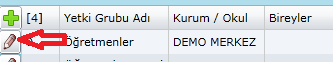 [4] Yetki Grubu Adı Kurum / Okul Bireyler
Öğretmenler DEMO MERKEZ